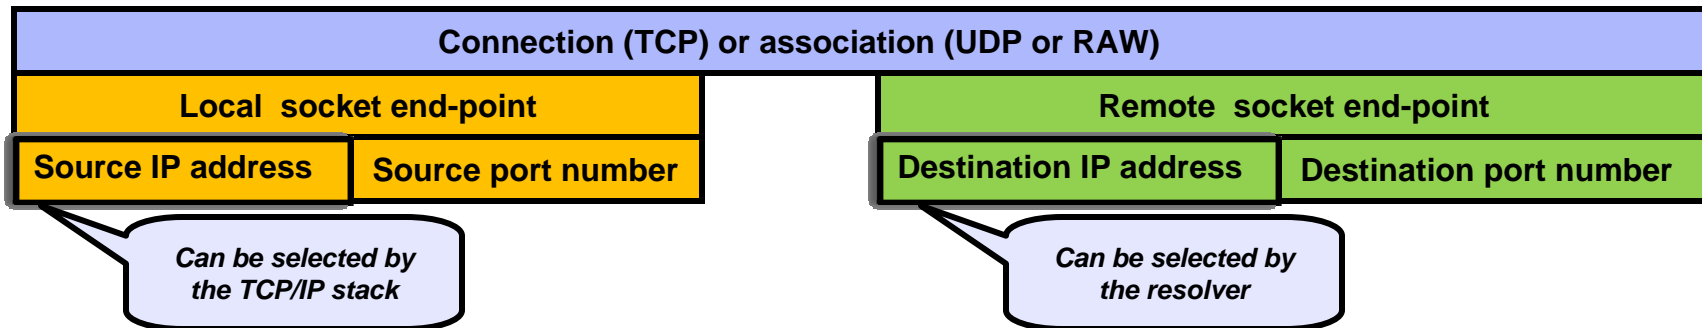 Connection (TCP) or association (UDP or RAW)
Local socket end-point
Remote socket end-point
Source IP address
Source port number
Destination IP address
Destination port number
Can be selected by
the TCP/IP stack
Can be selected by
the resolver